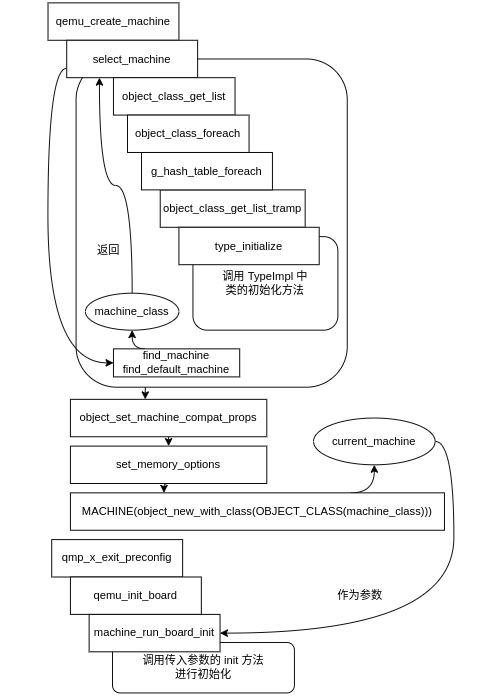 qemu_create_machine
select_machine
object_class_get_list
object_class_foreach
g_hash_table_foreach
object_class_get_list_tramp
type_initialize
返回
调用 TypeImpl 中
类的初始化方法
machine_class
find_machine
find_default_machine
object_set_machine_compat_props
current_machine
set_memory_options
MACHINE(object_new_with_class(OBJECT_CLASS(machine_class)))
qmp_x_exit_preconfig
qemu_init_board
作为参数
machine_run_board_init
调用传入参数的 init 方法
进行初始化